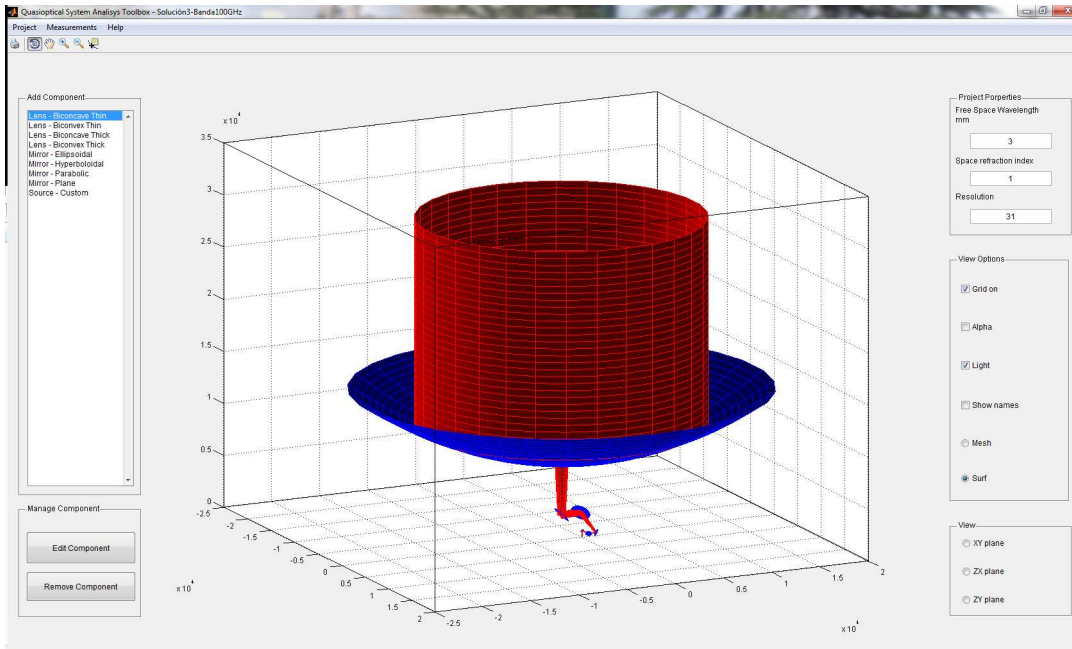 Quasioptical System Analisys Toolbox - Solución3-Banda100GHz
Project Measurements Help
Add Component
Lens - Biconcave Thin
Lens - Biconvex Thin
Lens - Biconcave Thick
Lens - Biconvex Thick
Mirror - Ellipsoidal
Mirror - Hyperboloidal
Mirror - Parabolic
Mirror - Plane
Source - Custom
Manage Component
Edit Component
Remove Component
x 10⁴
3.5
3
2.5
2
1.5
1
0.5
0
-2.5
-2
-1.5
-1
-0.5
0
0.5
1
1.5
2
x 10⁴
-2.5
-2
-1.5
-1
-0.5
0
0.5
1
1.5
2
x 10⁴
Project Porperties
Free Space Wavelength
mm
3
Space refraction index
1
Resolution
31
View Options
Grid on
Alpha
Light
Show names
Mesh
Surf
View
XY plane
ZX plane
ZY plane